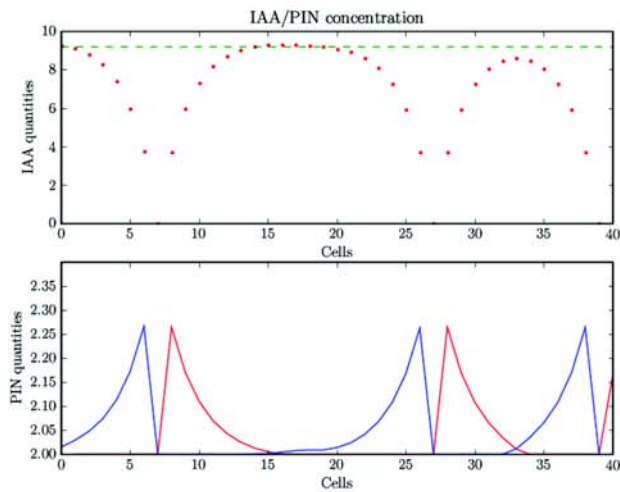 IAA/PIN concentration
10
8
6
4
2
0
IAA quantities
0 5 10 15 20 25 30 35 40
Cells
2.35
2.30
2.25
2.20
2.15
2.10
2.05
2.00
PIN quantities
0 5 10 15 20 25 30 35 40
Cells